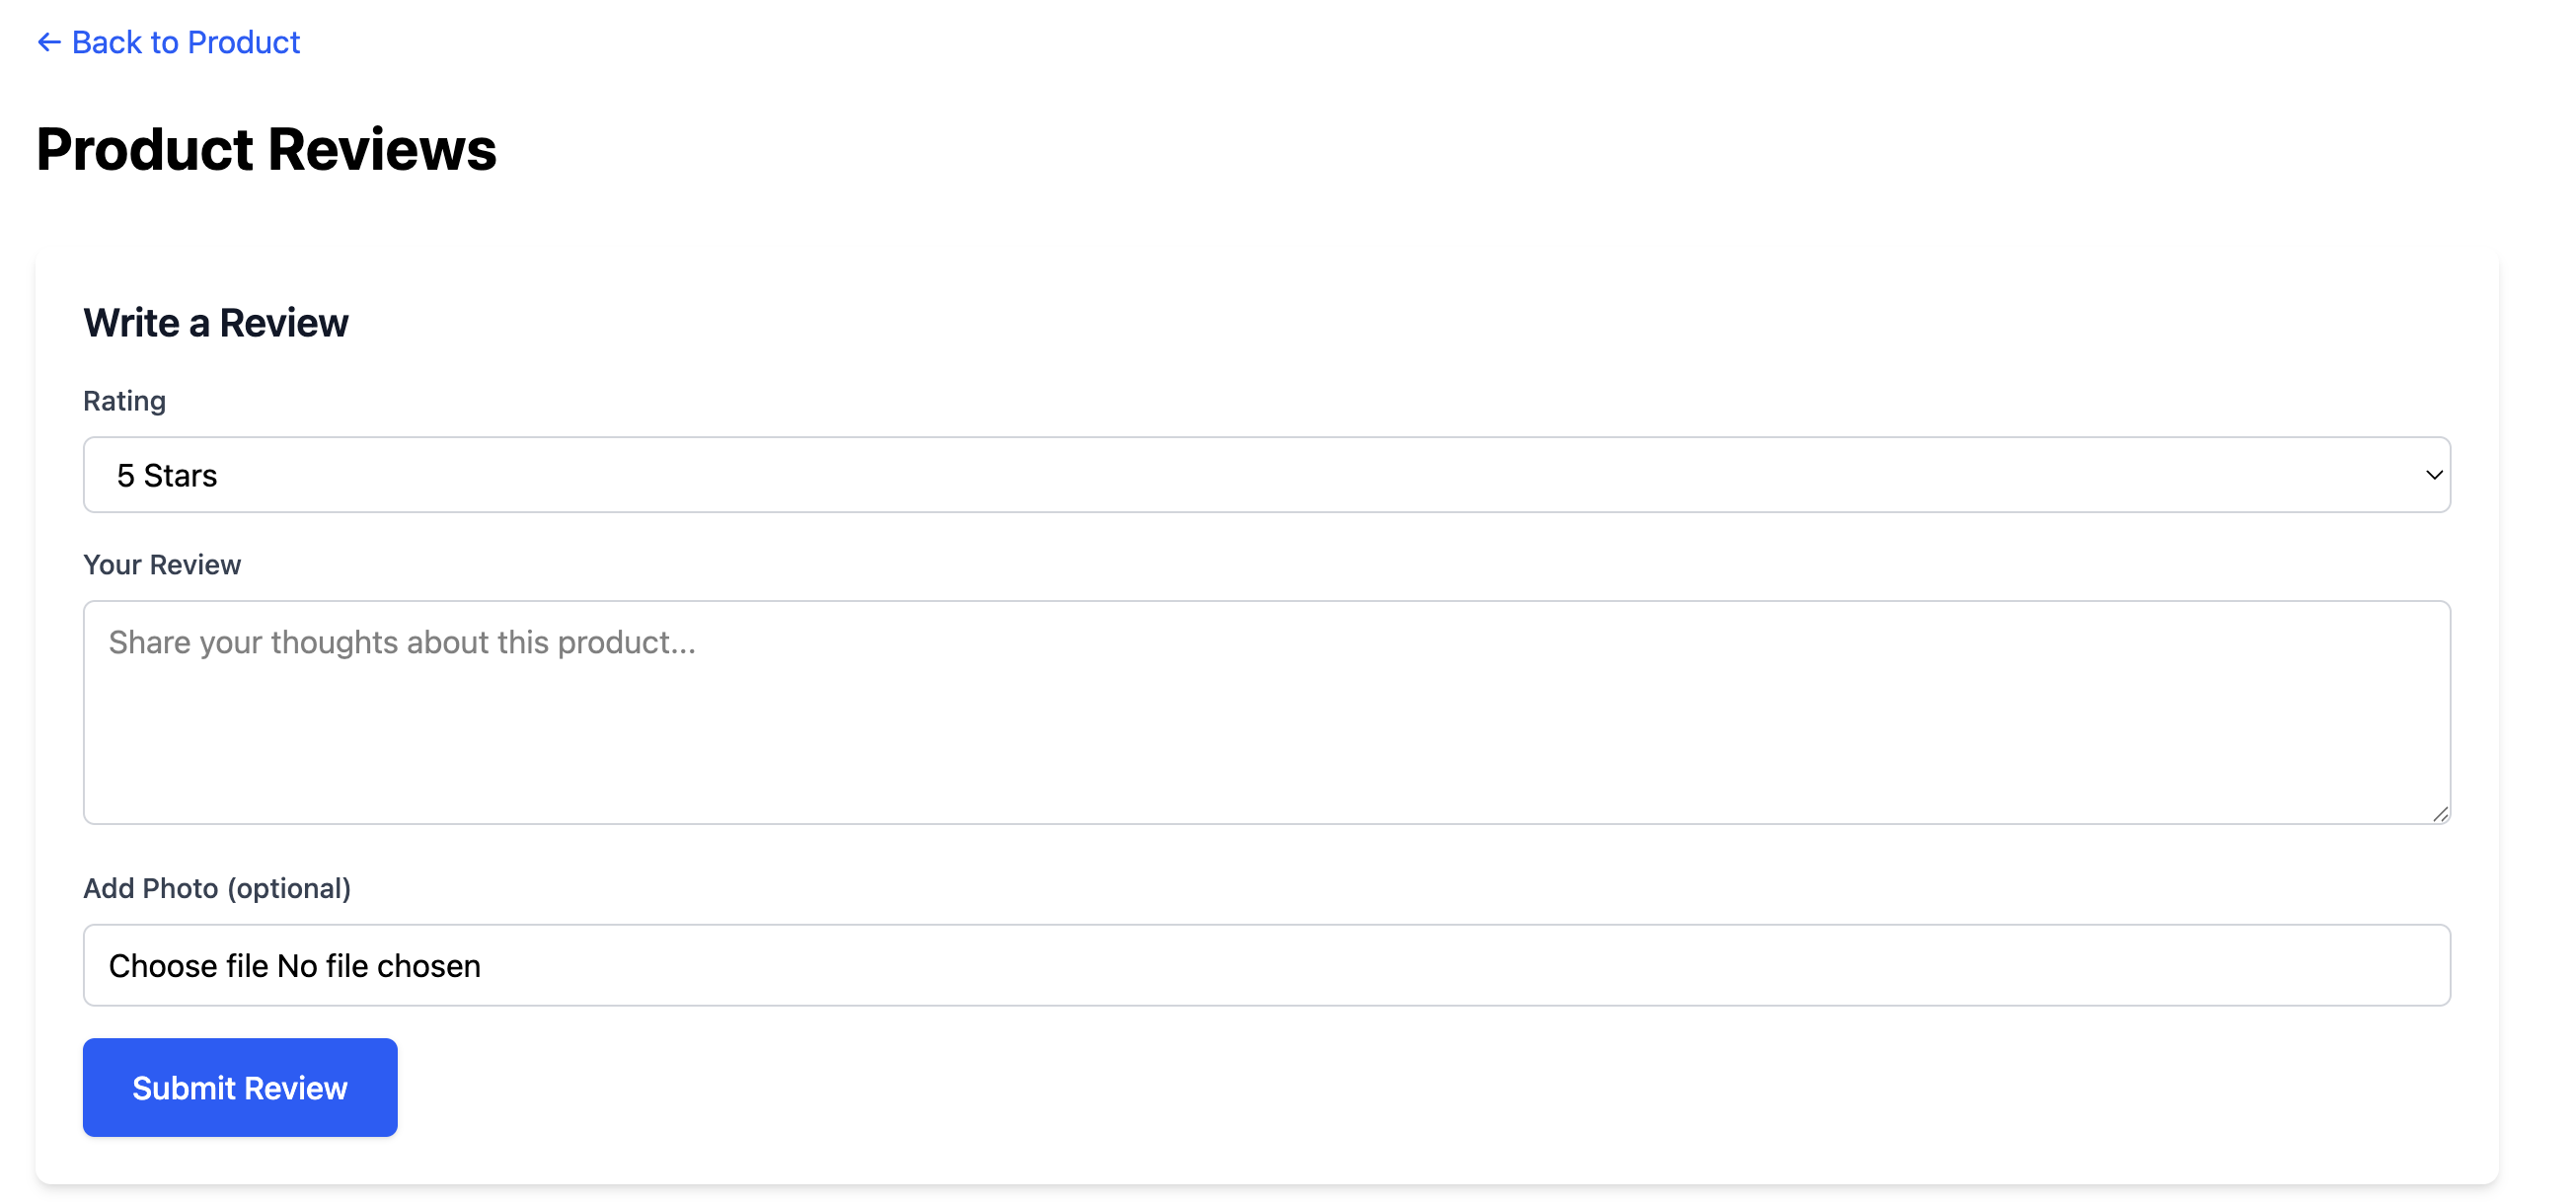 ← Back to Product
Product Reviews
Write a Review
Rating
5 Stars
Your Review
Share your thoughts about this product...
Add Photo (optional)
Choose file No file chosen
Submit Review